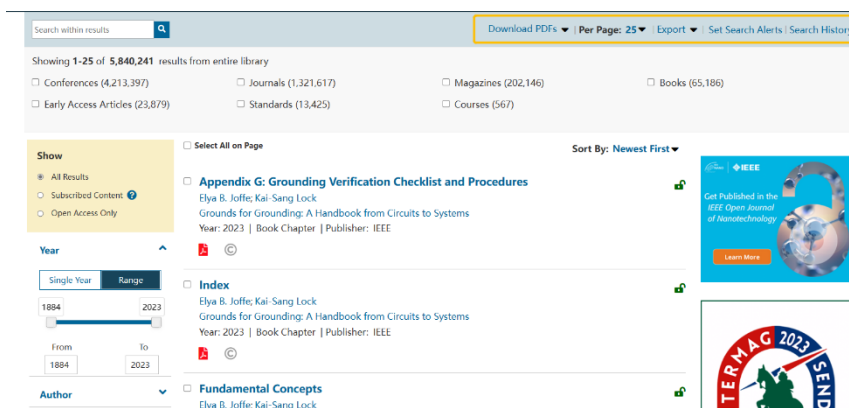 Search within results
Download PDFs | Per Page: 25 | Export | Set Search Alerts | Search History
Showing 1-25 of 5,840,241 results from entire library
Conferences (4,213,397) Journals (1,321,617) Magazines (202,146) Books (65,186)
Early Access Articles (23,879) Standards (13,425) Courses (567)
Show
All Results
Subscribed Content ?
Open Access Only
Year
Single Year Range
1884 2023
From To
1884 2023
Author
Select All on Page
Sort By: Newest First
Appendix G: Grounding Verification Checklist and Procedures
Elya B. Joffe; Kai-Sang Lock
Grounds for Grounding: A Handbook from Circuits to Systems
Year: 2023 | Book Chapter | Publisher: IEEE
©
Index
Elya B. Joffe; Kai-Sang Lock
Grounds for Grounding: A Handbook from Circuits to Systems
Year: 2023 | Book Chapter | Publisher: IEEE
©
Fundamental Concepts
Elya B. Joffe; Kai-Sang Lock
IEEE
Get Published in the
IEEE Open Journal
of Nanotechnology
Learn More
TERMAG 2023
SEND